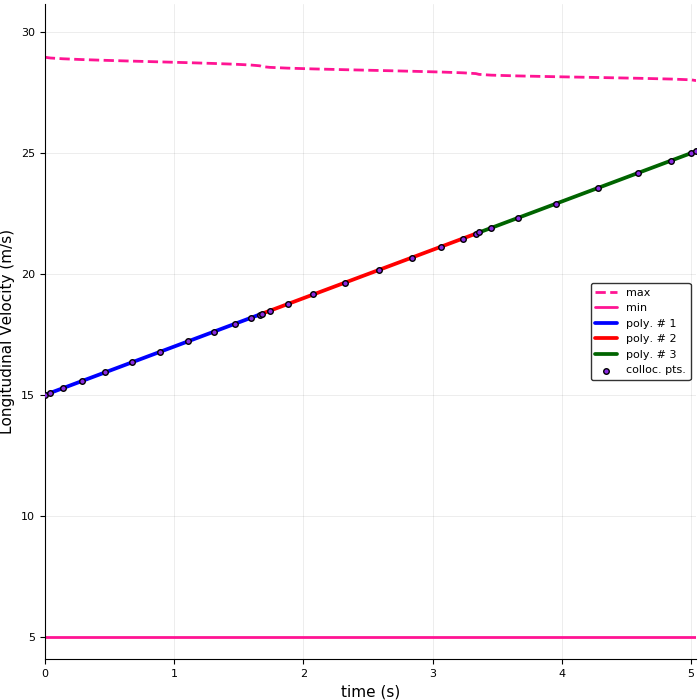 30
25
20
15
10
5
Longitudinal Velocity (m/s)
max
min
poly. # 1
poly. # 2
poly. # 3
colloc. pts.
0 1 2 3 4 5
time (s)